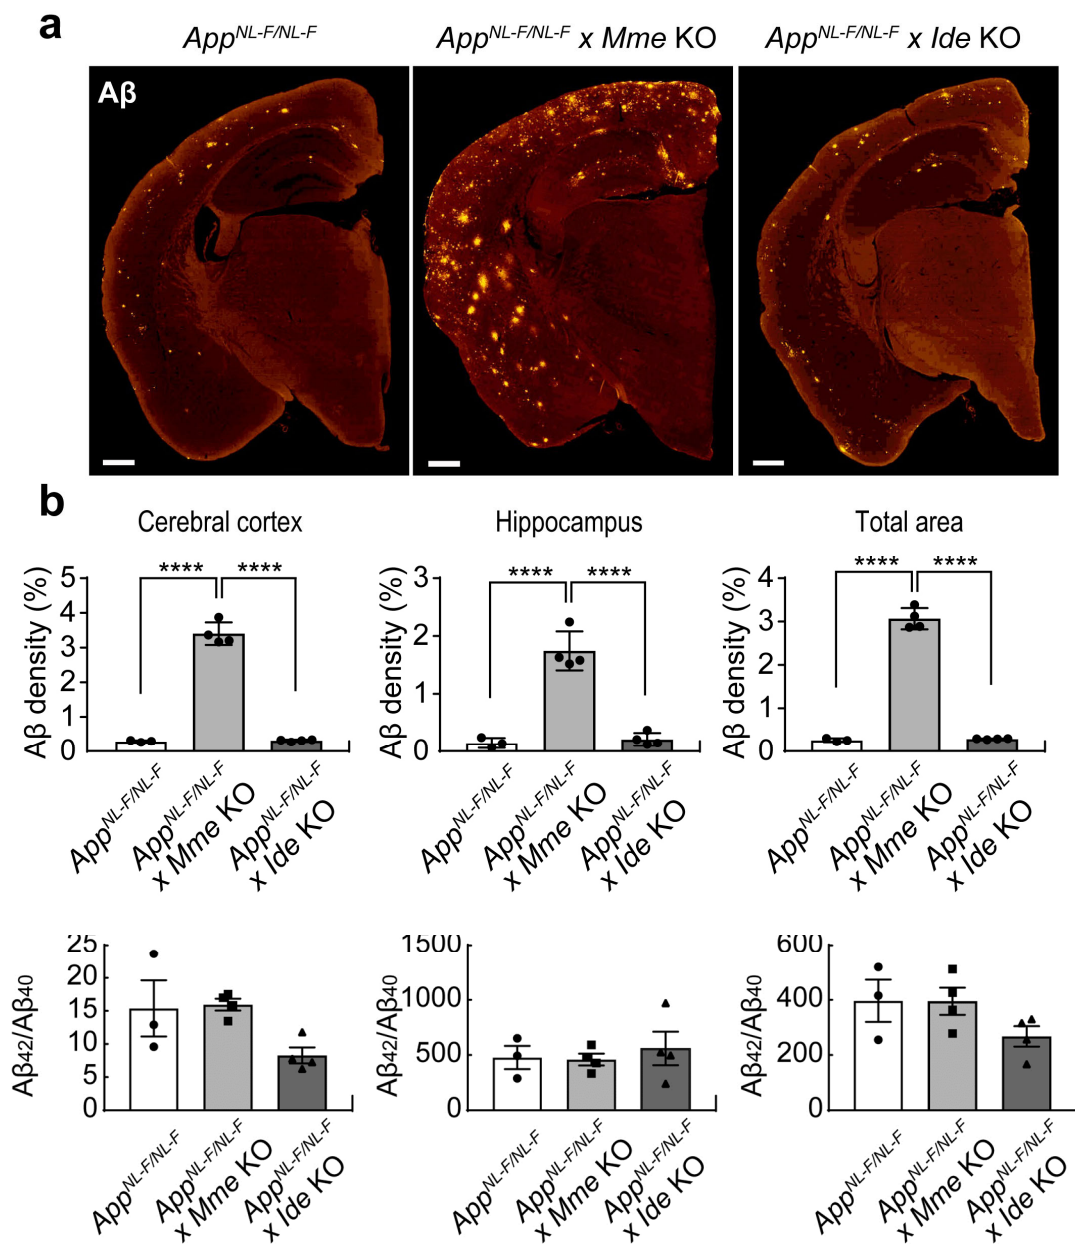 a
App^NL-F/NL-F
App^NL-F/NL-F x Mme KO
App^NL-F/NL-F x Ide KO
Aβ
b
Cerebral cortex
Hippocampus
Total area
Aβ density (%)
5
4
3
2
1
0
****
****
App^NL-F/NL-F
App^NL-F/NL-F
x Mme KO
App^NL-F/NL-F
x Ide KO
Aβ density (%)
3
2
1
0
****
****
App^NL-F/NL-F
App^NL-F/NL-F
x Mme KO
App^NL-F/NL-F
x Ide KO
Aβ density (%)
4
3
2
1
0
****
****
App^NL-F/NL-F
App^NL-F/NL-F
x Mme KO
App^NL-F/NL-F
x Ide KO
Aβ42/Aβ40
25
20
15
10
5
0
App^NL-F/NL-F
App^NL-F/NL-F
x Mme KO
App^NL-F/NL-F
x Ide KO
Aβ42/Aβ40
1500
1000
500
0
App^NL-F/NL-F
App^NL-F/NL-F
x Mme KO
App^NL-F/NL-F
x Ide KO
Aβ42/Aβ40
600
400
200
0
App^NL-F/NL-F
App^NL-F/NL-F
x Mme KO
App^NL-F/NL-F
x Ide KO